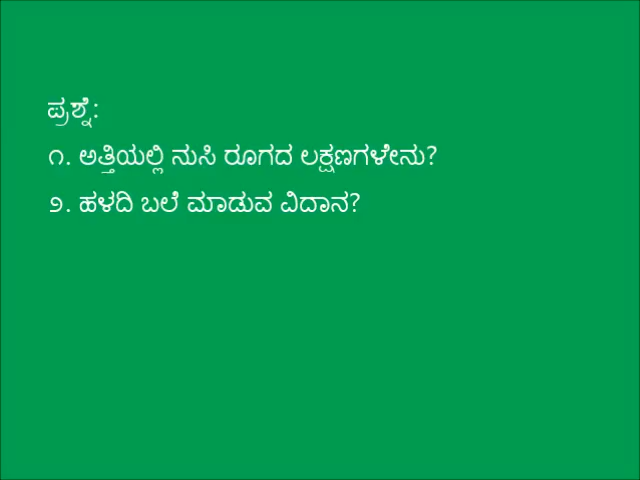 ಪ್ರಶ್ನೆ:
೧. ಅತ್ತಿಯಲ್ಲಿ ನುಸಿ ರೂಗದ ಲಕ್ಷಣಗಳೇನು?
೨. ಹಳದಿ ಬಲೆ ಮಾಡುವ ವಿದಾನ?